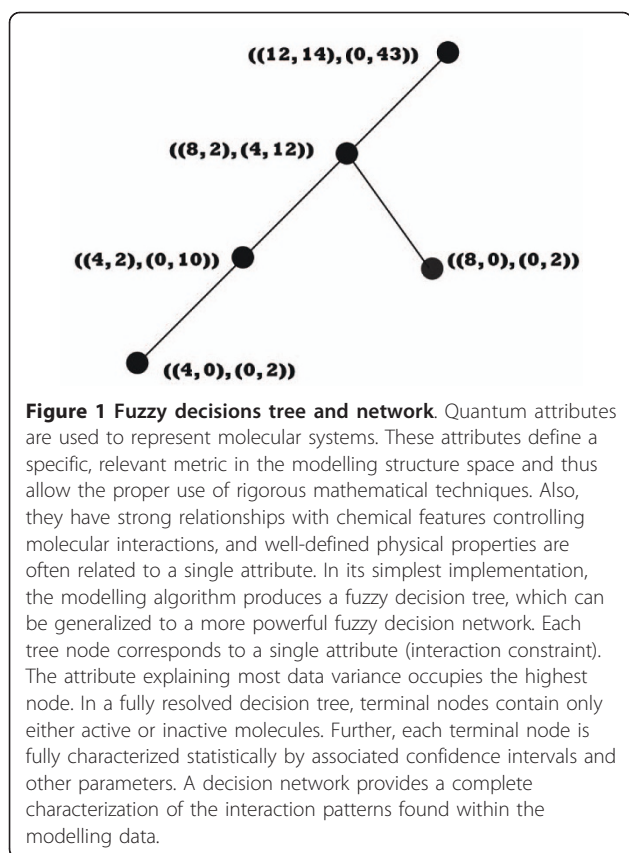 ((12, 14), (0, 43))
((8, 2), (4, 12))
((4, 2), (0, 10))
((8, 0), (0, 2))
((4, 0), (0, 2))
Figure 1 Fuzzy decisions tree and network. Quantum attributes
are used to represent molecular systems. These attributes define a
specific, relevant metric in the modelling structure space and thus
allow the proper use of rigorous mathematical techniques. Also,
they have strong relationships with chemical features controlling
molecular interactions, and well-defined physical properties are
often related to a single attribute. In its simplest implementation,
the modelling algorithm produces a fuzzy decision tree, which can
be generalized to a more powerful fuzzy decision network. Each
tree node corresponds to a single attribute (interaction constraint).
The attribute explaining most data variance occupies the highest
node. In a fully resolved decision tree, terminal nodes contain only
either active or inactive molecules. Further, each terminal node is
fully characterized statistically by associated confidence intervals and
other parameters. A decision network provides a complete
characterization of the interaction patterns found within the
modelling data.